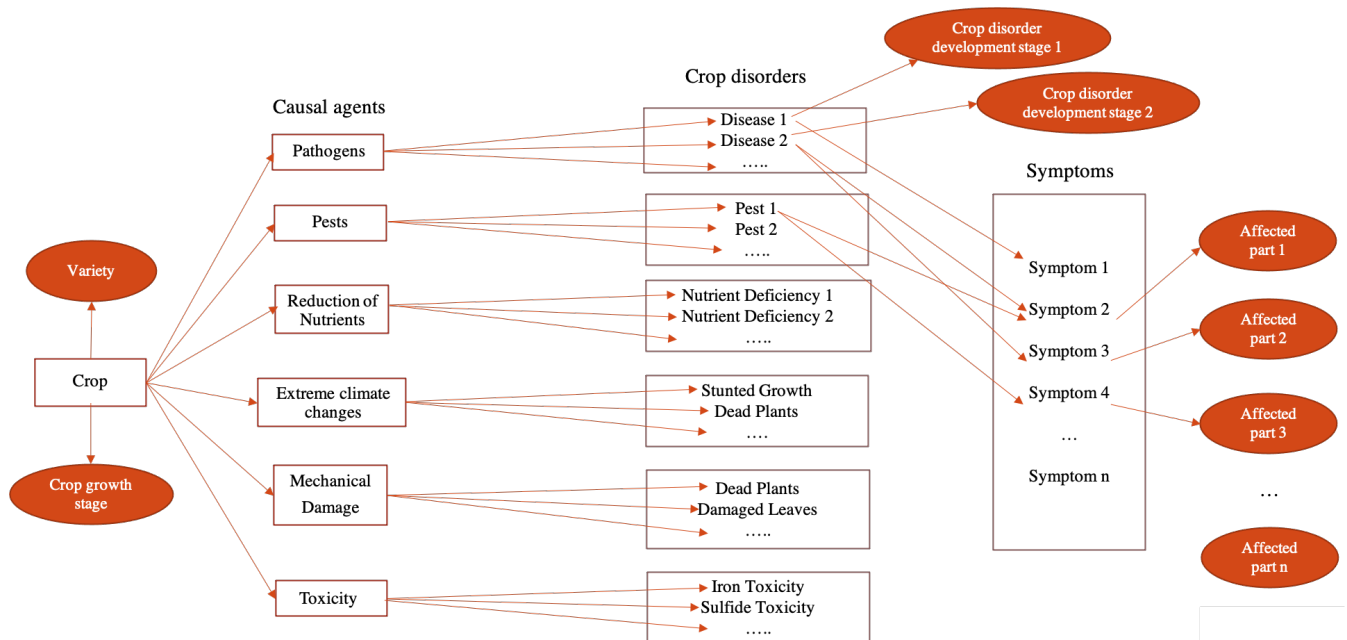 Crop disorder
development stage 1
Crop disorder
development stage 2
Crop disorders
Causal agents
Symptoms
Variety
Crop
Crop growth
stage
Pathogens
Pests
Reduction of
Nutrients
Extreme climate
changes
Mechanical
Damage
Toxicity
Disease 1
Disease 2
…..
Pest 1
Pest 2
…..
Nutrient Deficiency 1
Nutrient Deficiency 2
…..
Stunted Growth
Dead Plants
….
Dead Plants
Damaged Leaves
…..
Iron Toxicity
Sulfide Toxicity
…..
Symptom 1
Symptom 2
Symptom 3
Symptom 4
…
Symptom n
Affected
part 1
Affected
part 2
Affected
part 3
…
Affected
part n